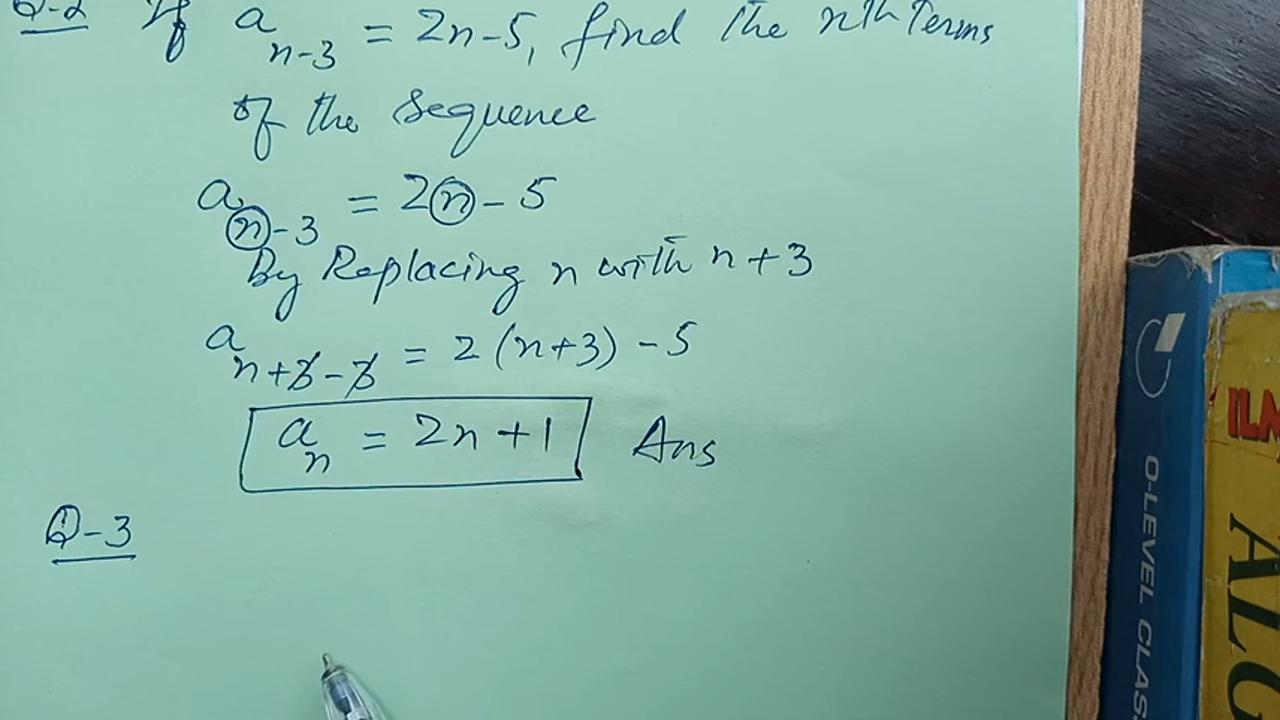 Q-2 If a_{n-3} = 2n-5, find the nth Terms
of the Sequence
a_{n-3} = 2n - 5
By Replacing n with n+3
a_{n+3-3} = 2(n+3) - 5
a_n = 2n+1 Ans
Q-3
O-LEVEL CLAS
ILM
ALG